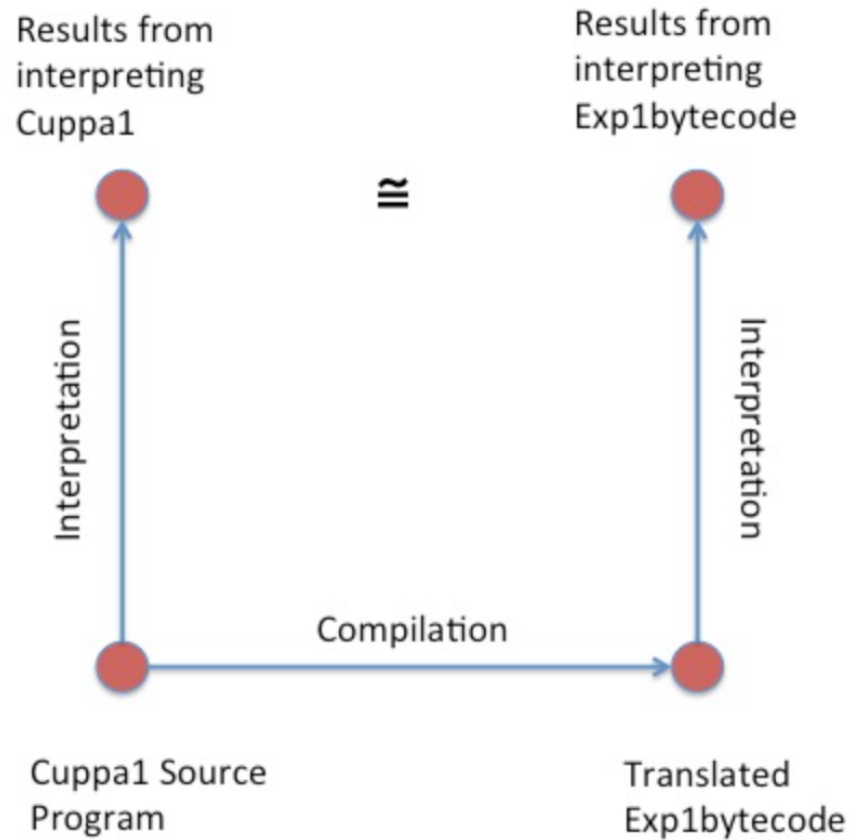 Results from
interpreting
Cuppa1
Results from
interpreting
Exp1bytecode
≅
Interpretation
Interpretation
Compilation
Cuppa1 Source
Program
Translated
Exp1bytecode